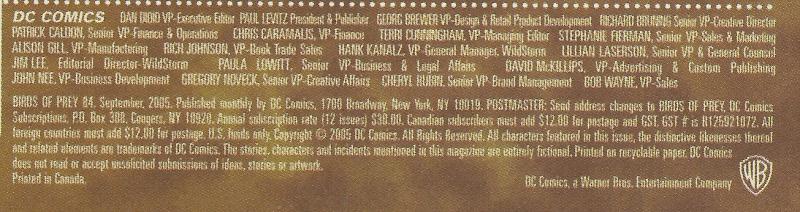 DC COMICS DAN DIDIO VP-Executive Editor PAUL LEVITZ President & Publisher GEORG BREWER VP-Design & Retail Product Development RICHARD BRUNING Senior VP-Creative Director
PATRICK CALDON, Senior VP-Finance & Operations CHRIS CARAMALIS, VP-Finance TERRI CUNNINGHAM, VP-Managing Editor STEPHANIE FIERMAN, Senior VP-Sales & Marketing
ALISON GILL, VP-Manufacturing RICH JOHNSON, VP-Book Trade Sales HANK KANALZ, VP-General Manager, WildStorm LILLIAN LASERSON, Senior VP & General Counsel
JIM LEE, Editorial Director-WildStorm PAULA LOWITT, Senior VP-Business & Legal Affairs DAVID McKILLIPS, VP-Advertising & Custom Publishing
JOHN NEE, VP-Business Development GREGORY NOVECK, Senior VP-Creative Affairs CHERYL RUBIN, Senior VP-Brand Management BOB WAYNE, VP-Sales
BIRDS OF PREY 84. September, 2005. Published monthly by DC Comics, 1700 Broadway, New York, NY 10019. POSTMASTER: Send address changes to BIRDS OF PREY, DC Comics
Subscriptions, P.O. Box 388, Congers, NY 10920. Annual subscription rate (12 issues) $30.00. Canadian subscribers must add $12.00 for postage and GST. GST # is R125921072. All
foreign countries must add $12.00 for postage. U.S. funds only. Copyright © 2005 DC Comics. All Rights Reserved. All characters featured in this issue, the distinctive likenesses thereof
and related elements are trademarks of DC Comics. The stories, characters and incidents mentioned in this magazine are entirely fictional. Printed on recyclable paper. DC Comics
does not read or accept unsolicited submissions of ideas, stories or artwork.
Printed in Canada.
DC Comics, a Warner Bros. Entertainment Company
WB